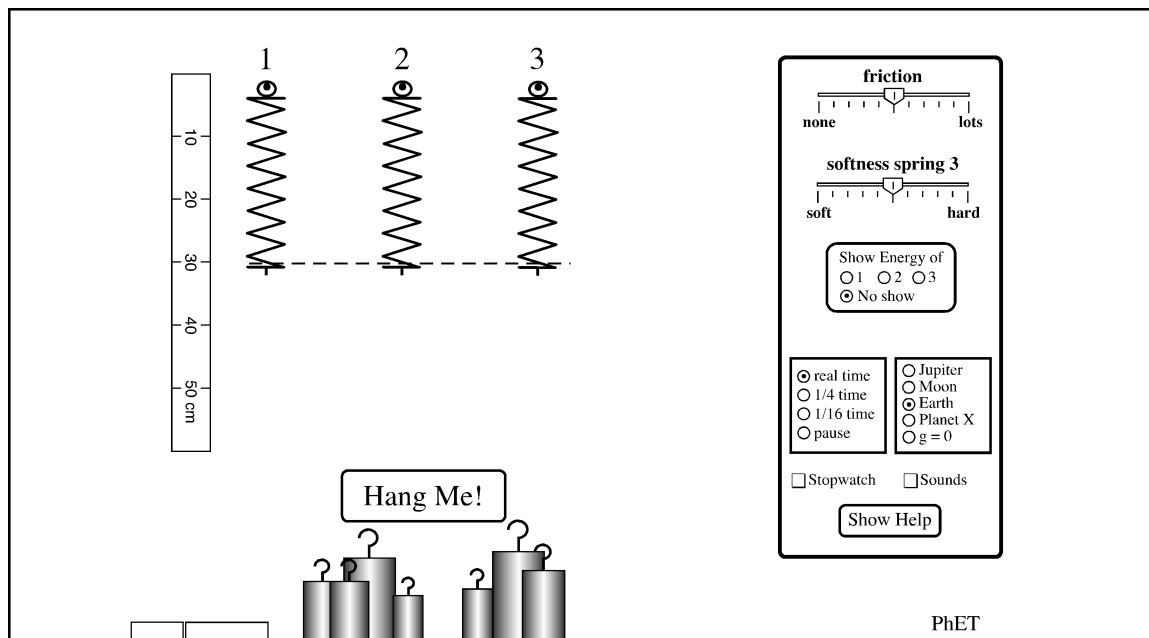 1 2 3
10
20
30
40
50 cm
friction
none lots
softness spring 3
soft hard
Show Energy of
1 2 3
No show
real time
1/4 time
1/16 time
pause
Jupiter
Moon
Earth
Planet X
g = 0
Stopwatch Sounds
Show Help
Hang Me!
PhET